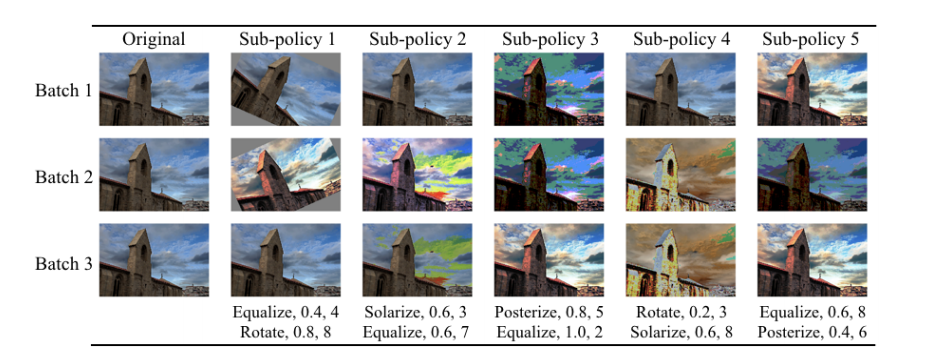 Original Sub-policy 1 Sub-policy 2 Sub-policy 3 Sub-policy 4 Sub-policy 5
Batch 1
Batch 2
Batch 3
Equalize, 0.4, 4 Solarize, 0.6, 3 Posterize, 0.8, 5 Rotate, 0.2, 3 Equalize, 0.6, 8
Rotate, 0.8, 8 Equalize, 0.6, 7 Equalize, 1.0, 2 Solarize, 0.6, 8 Posterize, 0.4, 6